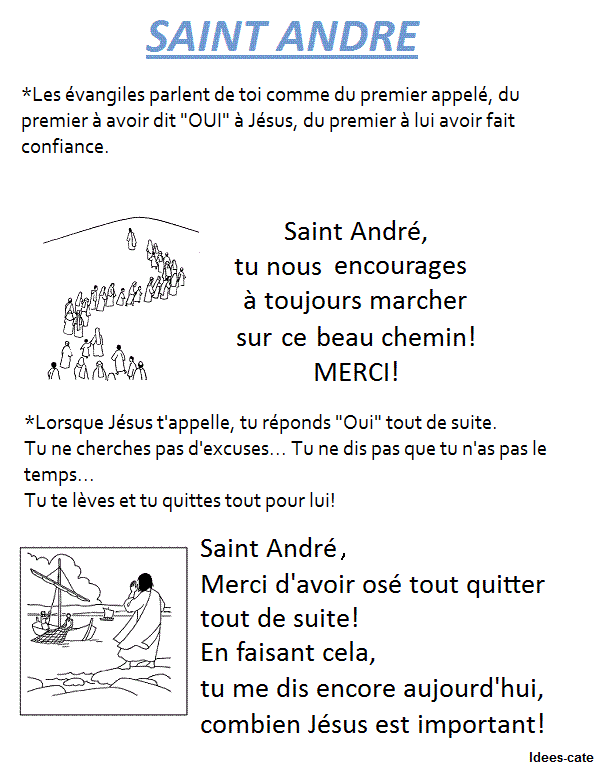 SAINT ANDRE
*Les évangiles parlent de toi comme du premier appelé, du
premier à avoir dit "OUI" à Jésus, du premier à lui avoir fait
confiance.
Saint André,
tu nous encourages
à toujours marcher
sur ce beau chemin!
MERCI!
*Lorsque Jésus t'appelle, tu réponds "Oui" tout de suite.
Tu ne cherches pas d'excuses... Tu ne dis pas que tu n'as pas le
temps...
Tu te lèves et tu quittes tout pour lui!
Saint André,
Merci d'avoir osé tout quitter
tout de suite!
En faisant cela,
tu me dis encore aujourd'hui,
combien Jésus est important!
Idees-cate